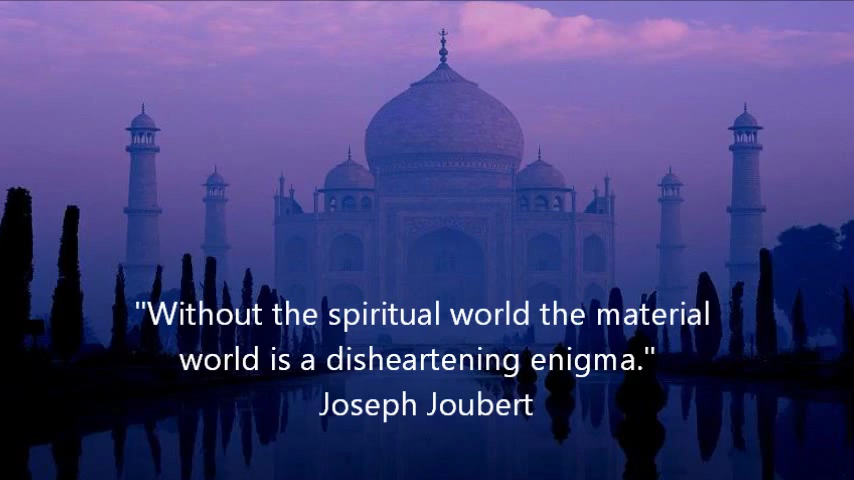 "Without the spiritual world the material
world is a disheartening enigma."
Joseph Joubert